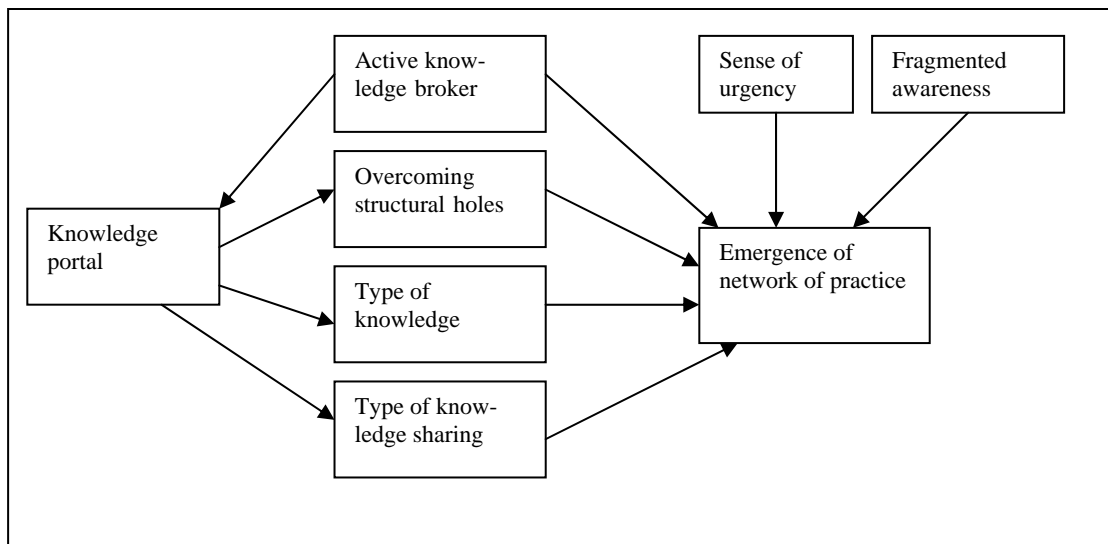 Active know-
ledge broker
Sense of
urgency
Fragmented
awareness
Overcoming
structural holes
Knowledge
portal
Emergence of
network of practice
Type of
knowledge
Type of know-
ledge sharing